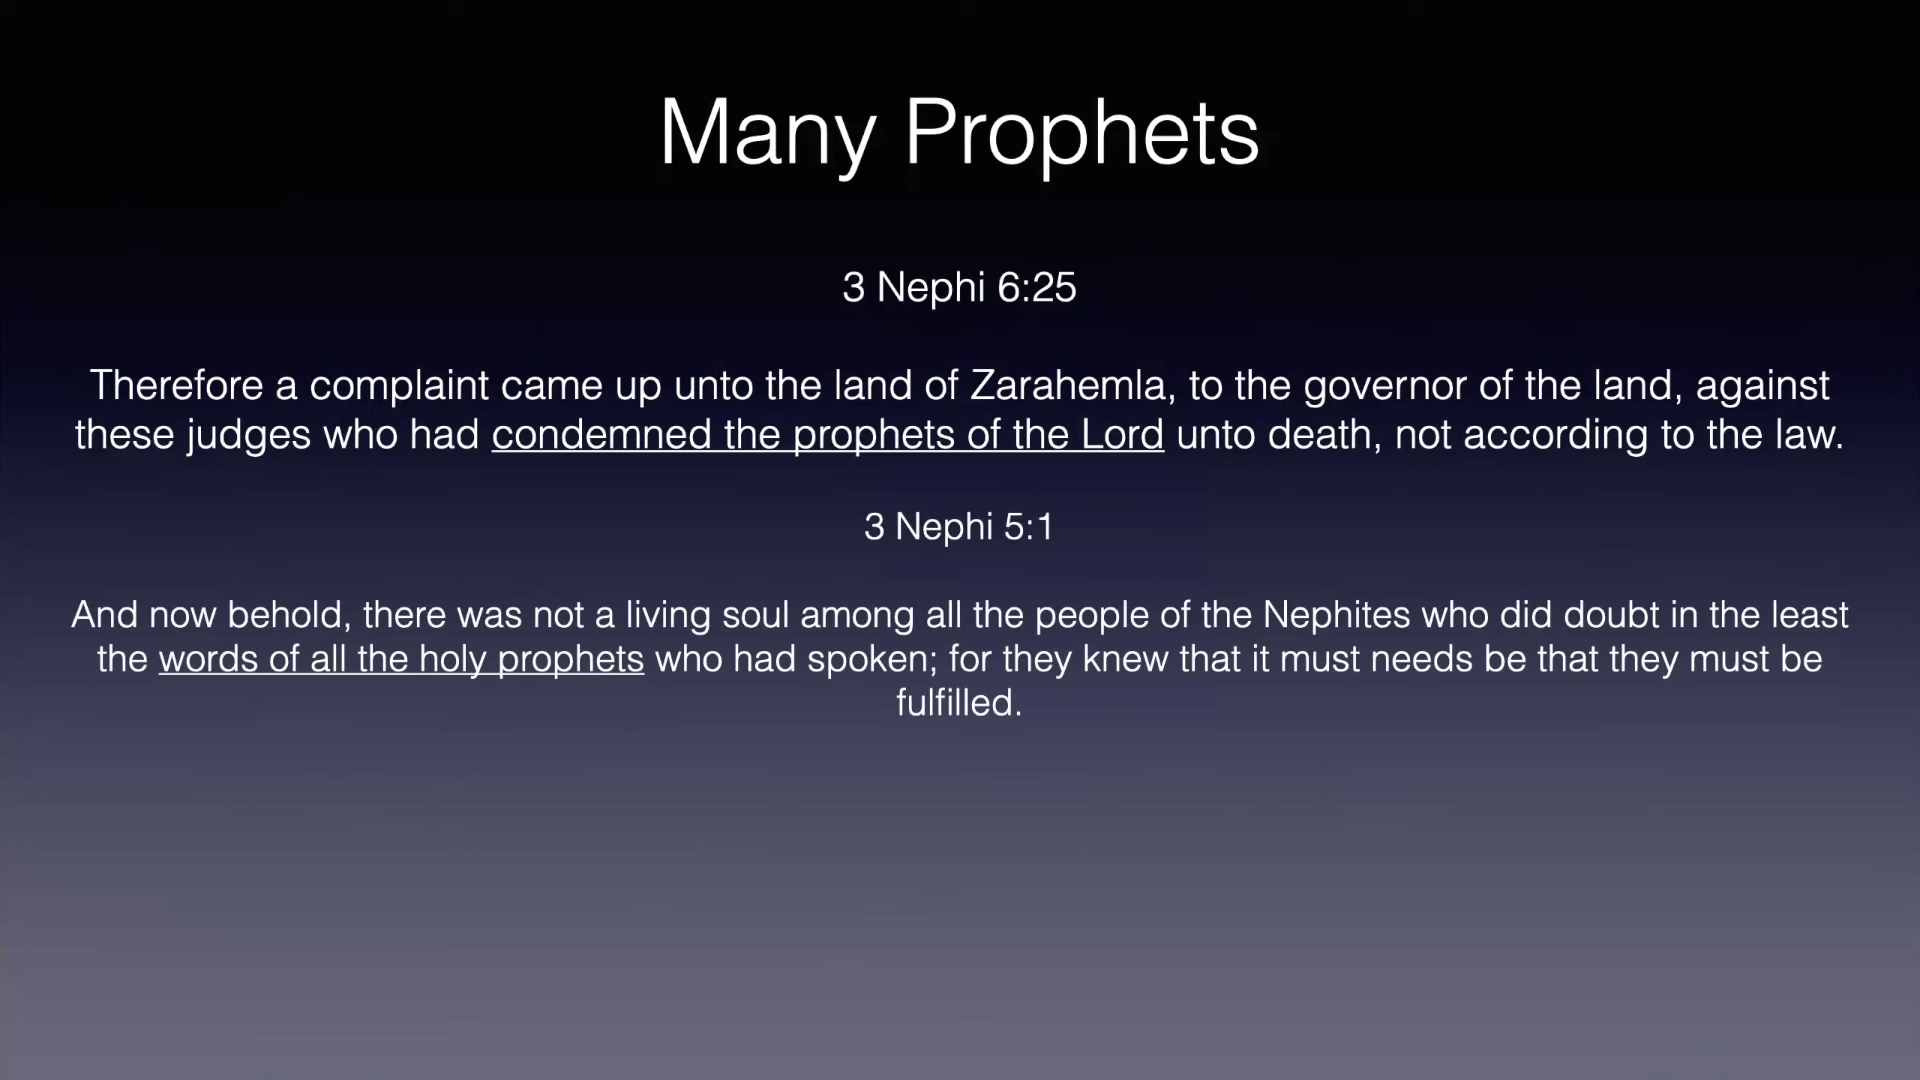 Many Prophets
3 Nephi 6:25
Therefore a complaint came up unto the land of Zarahemla, to the governor of the land, against
these judges who had condemned the prophets of the Lord unto death, not according to the law.
3 Nephi 5:1
And now behold, there was not a living soul among all the people of the Nephites who did doubt in the least
the words of all the holy prophets who had spoken; for they knew that it must needs be that they must be
fulfilled.